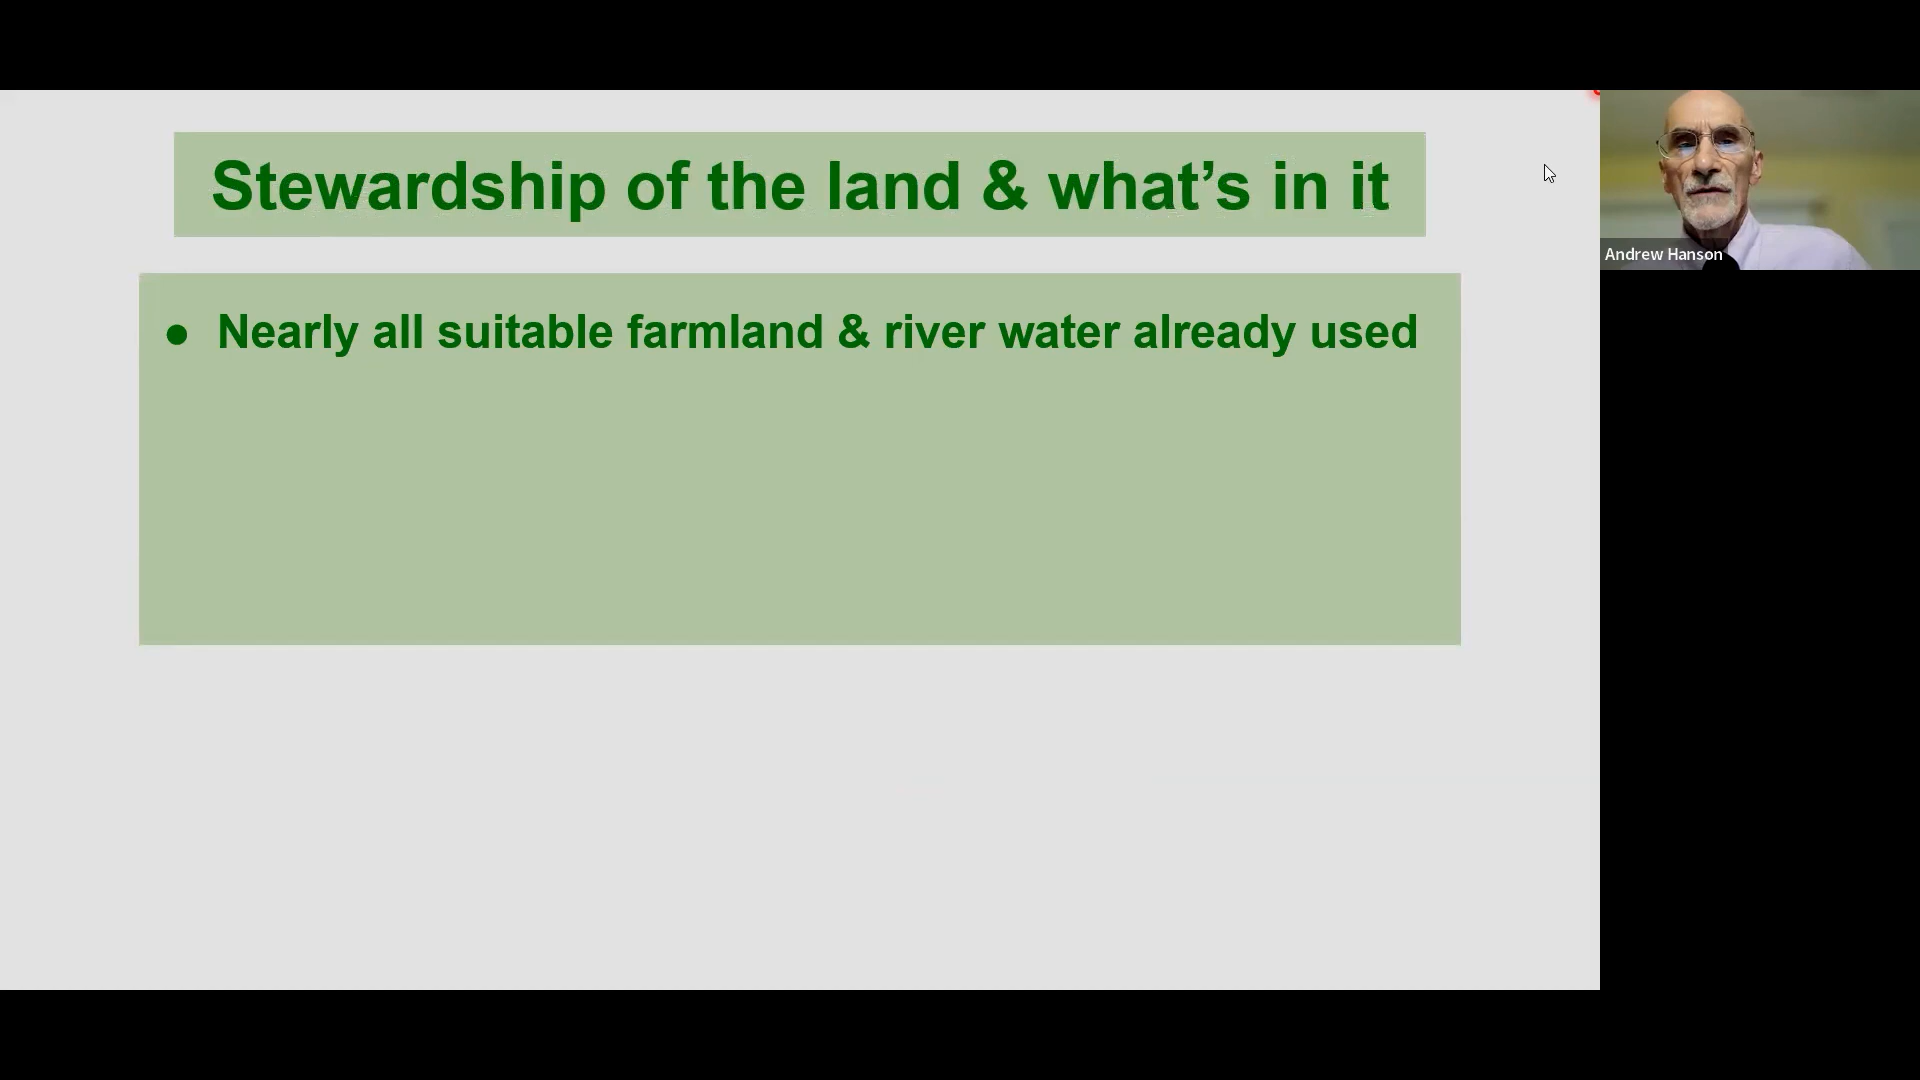 Stewardship of the land & what’s in it
● Nearly all suitable farmland & river water already used
Andrew Hanson